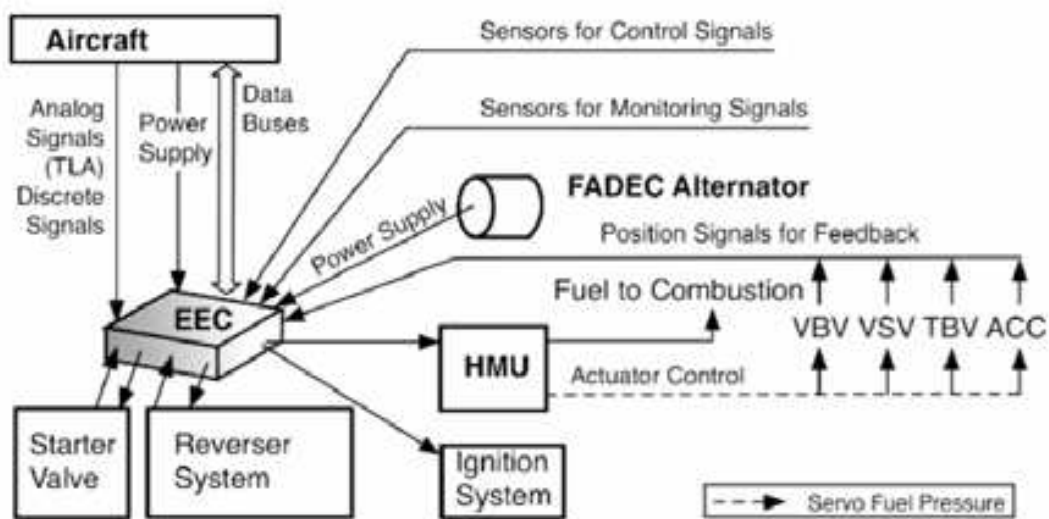 Aircraft
Analog
Signals
(TLA)
Discrete
Signals
Power
Supply
Data
Buses
Sensors for Control Signals
Sensors for Monitoring Signals
FADEC Alternator
Power Supply
Position Signals for Feedback
Fuel to Combustion
EEC
VBV VSV TBV ACC
HMU
Actuator Control
Starter
Valve
Reverser
System
Ignition
System
Servo Fuel Pressure